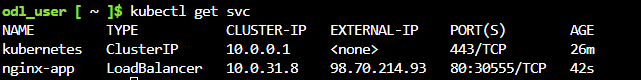 odl_user [ ~ ]$ kubectl get svc
NAME TYPE CLUSTER-IP EXTERNAL-IP PORT(S) AGE
kubernetes ClusterIP 10.0.0.1 <none> 443/TCP 26m
nginx-app LoadBalancer 10.0.31.8 98.70.214.93 80:30555/TCP 42s